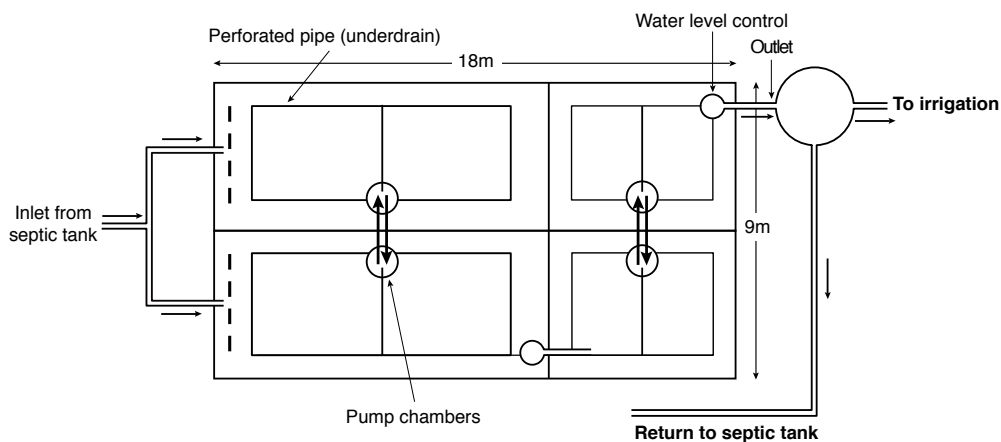 Water level control
Perforated pipe (underdrain)
Outlet
18m
To irrigation
Inlet from
septic tank
9m
Pump chambers
Return to septic tank